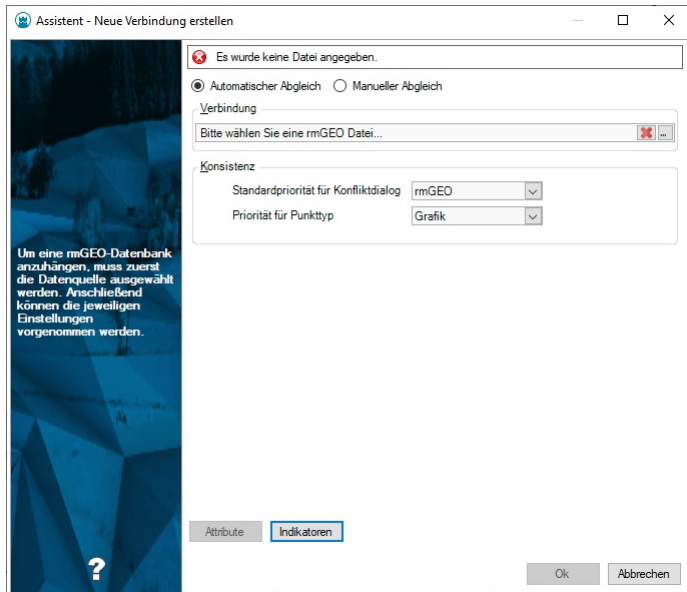 Assistent - Neue Verbindung erstellen
Es wurde keine Datei angegeben.
Automatischer Abgleich Manueller Abgleich
Verbindung
Bitte wählen Sie eine rmGEO Datei... ...
Konsistenz
Standardpriorität für Konfliktdialog rmGEO
Priorität für Punkttyp Grafik
Um eine rmGEO-Datenbank
anzuhängen, muss zuerst
die Datenquelle ausgewählt
werden. Anschließend
können die jeweiligen
Einstellungen
vorgenommen werden.
Attribute Indikatoren
?
Ok Abbrechen